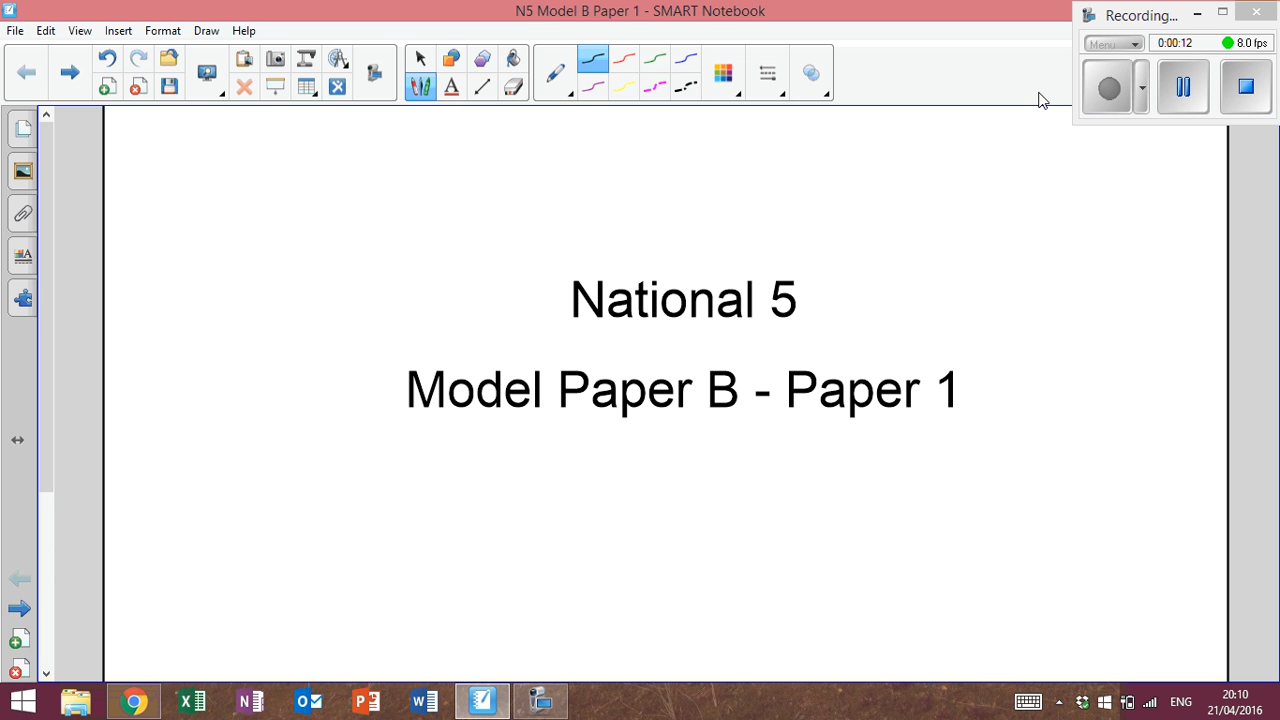 N5 Model B Paper 1 - SMART Notebook
Recording...
File Edit View Insert Format Draw Help
Menu 0:00:12 8.0 fps
National 5
Model Paper B - Paper 1
ENG
20:10
21/04/2016